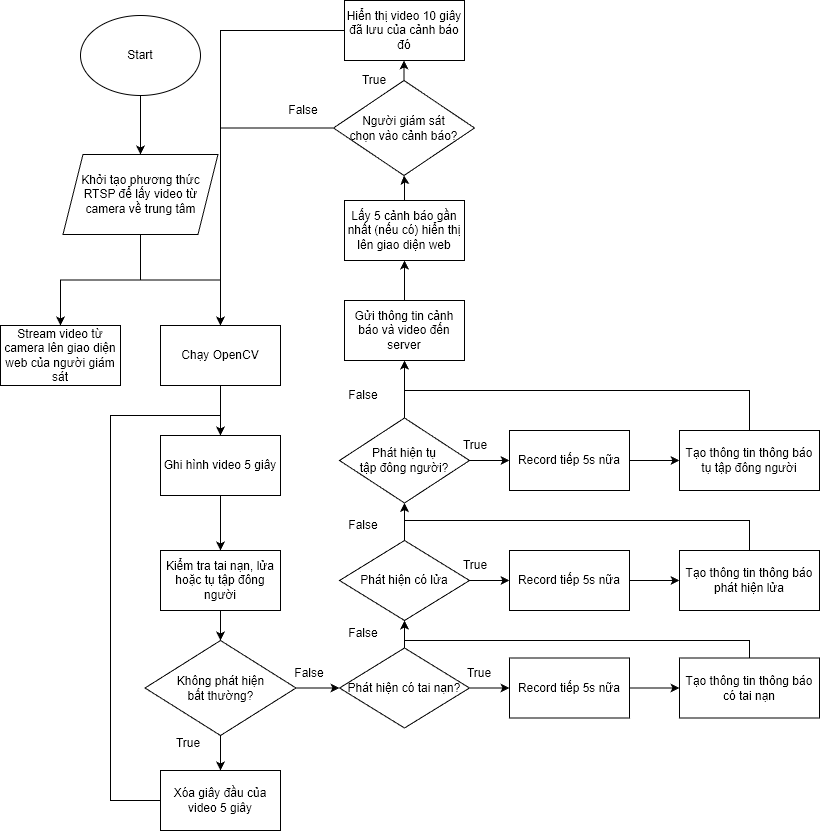 Start
Khởi tạo phương thức
RTSP để lấy video từ
camera về trung tâm
Stream video từ
camera lên giao diện
web của người giám
sát
Chạy OpenCV
Ghi hình video 5 giây
Kiểm tra tai nạn, lửa
hoặc tụ tập đông
người
Không phát hiện
bất thường?
True
False
Xóa giây đầu của
video 5 giây
Phát hiện có tai nạn?
True
False
Record tiếp 5s nữa
Tạo thông tin thông báo
có tai nạn
Phát hiện có lửa
True
False
Record tiếp 5s nữa
Tạo thông tin thông báo
phát hiện lửa
Phát hiện tụ
tập đông người?
True
False
Record tiếp 5s nữa
Tạo thông tin thông báo
tụ tập đông người
Gửi thông tin cảnh
báo và video đến
server
Lấy 5 cảnh báo gần
nhất (nếu có) hiển thị
lên giao diện web
Người giám sát
chọn vào cảnh báo?
False
True
Hiển thị video 10 giây
đã lưu của cảnh báo
đó